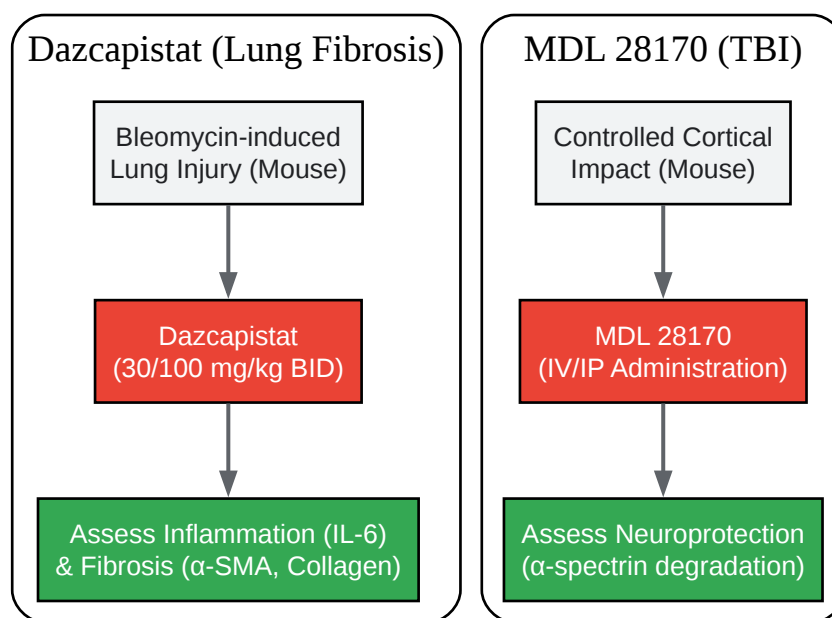 Dazcapistat (Lung Fibrosis)
Bleomycin-induced
Lung Injury (Mouse)
Dazcapistat
(30/100 mg/kg BID)
Assess Inflammation (IL-6)
& Fibrosis (α-SMA, Collagen)
MDL 28170 (TBI)
Controlled Cortical
Impact (Mouse)
MDL 28170
(IV/IP Administration)
Assess Neuroprotection
(α-spectrin degradation)